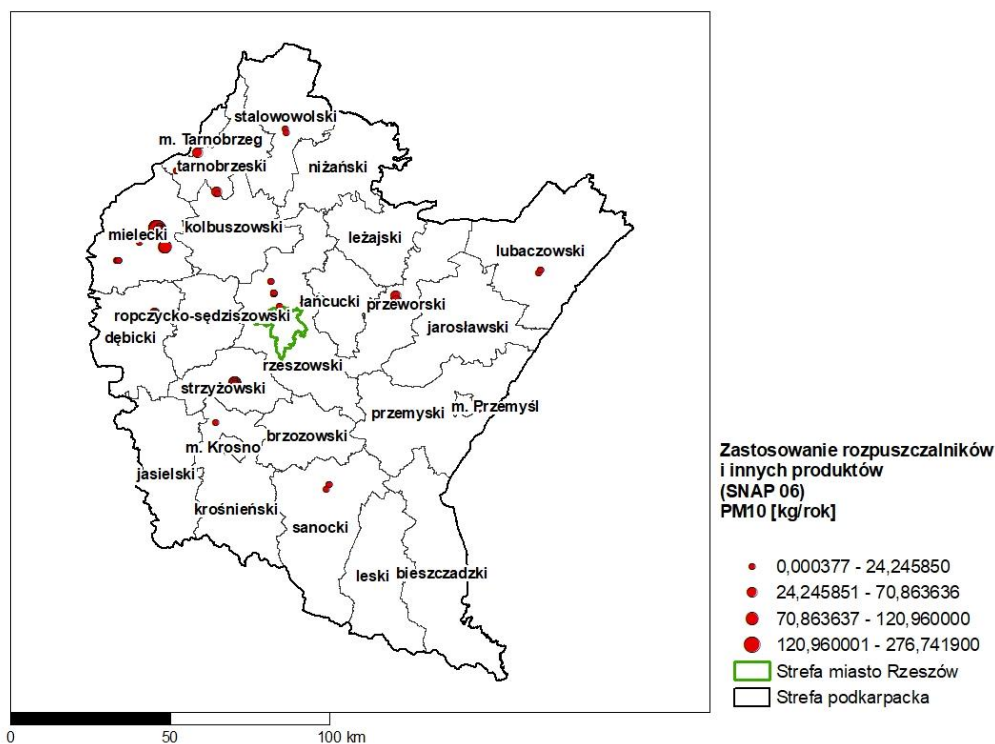 stalowowolski
m. Tarnobrzeg
tarnobrzeski
niżański
kolbuszowski
mielecki
leżajski
lubaczowski
łańcucki
przeworski
ropczycko-sędziszowski
jarosławski
dębicki
rzeszowski
strzyżowski
przemyski
m. Przemyśl
brzozowski
m. Krosno
jasielski
krośnieński
sanocki
leski
bieszczadzki
Zastosowanie rozpuszczalników
i innych produktów
(SNAP 06)
PM10 [kg/rok]
0,000377 - 24,245850
24,245851 - 70,863636
70,863637 - 120,960000
120,960001 - 276,741900
Strefa miasto Rzeszów
Strefa podkarpacka
0 50 100 km